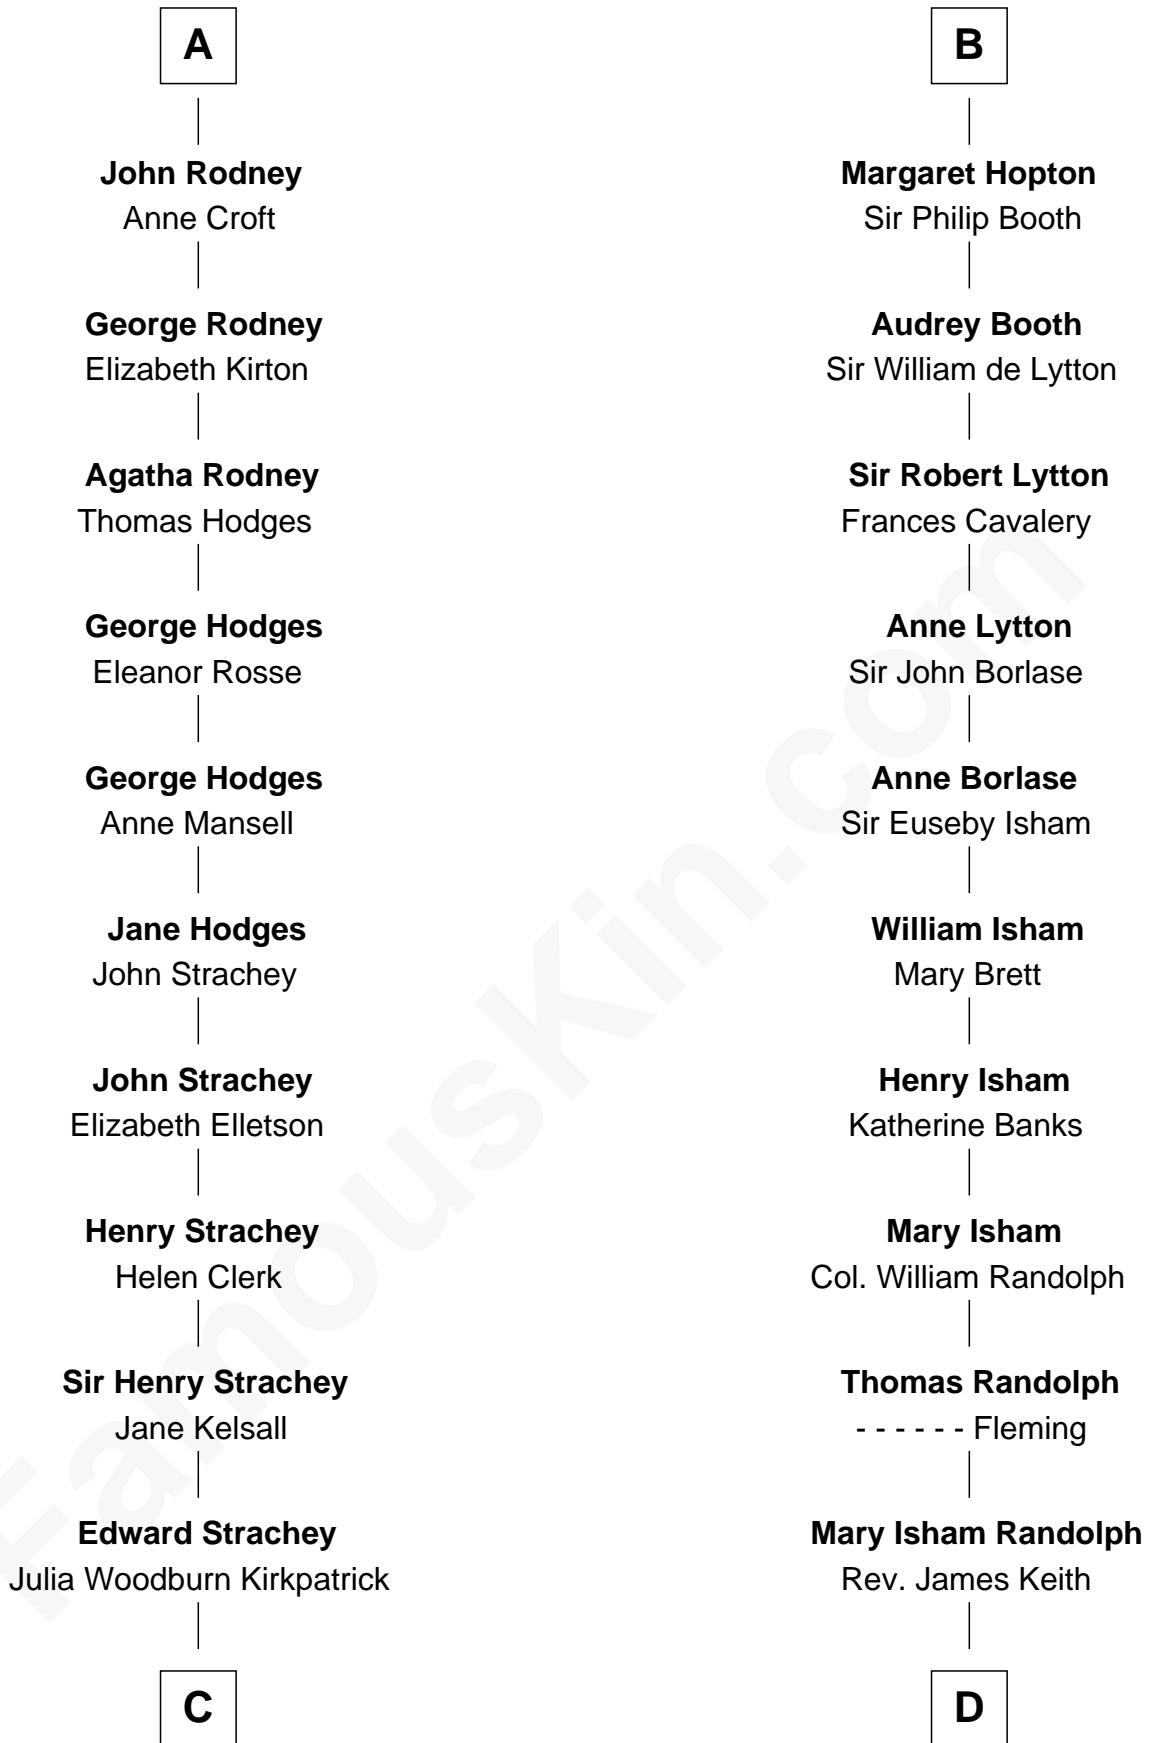 A
John Rodney
Anne Croft
George Rodney
Elizabeth Kirton
Agatha Rodney
Thomas Hodges
George Hodges
Eleanor Rosse
George Hodges
Anne Mansell
Jane Hodges
John Strachey
John Strachey
Elizabeth Elletson
Henry Strachey
Helen Clerk
Sir Henry Strachey
Jane Kelsall
Edward Strachey
Julia Woodburn Kirkpatrick
C
B
Margaret Hopton
Sir Philip Booth
Audrey Booth
Sir William de Lytton
Sir Robert Lytton
Frances Cavalery
Anne Lytton
Sir John Borlase
Anne Borlase
Sir Euseby Isham
William Isham
Mary Brett
Henry Isham
Katherine Banks
Mary Isham
Col. William Randolph
Thomas Randolph
- - - - - - Fleming
Mary Isham Randolph
Rev. James Keith
D
FamousKin.com